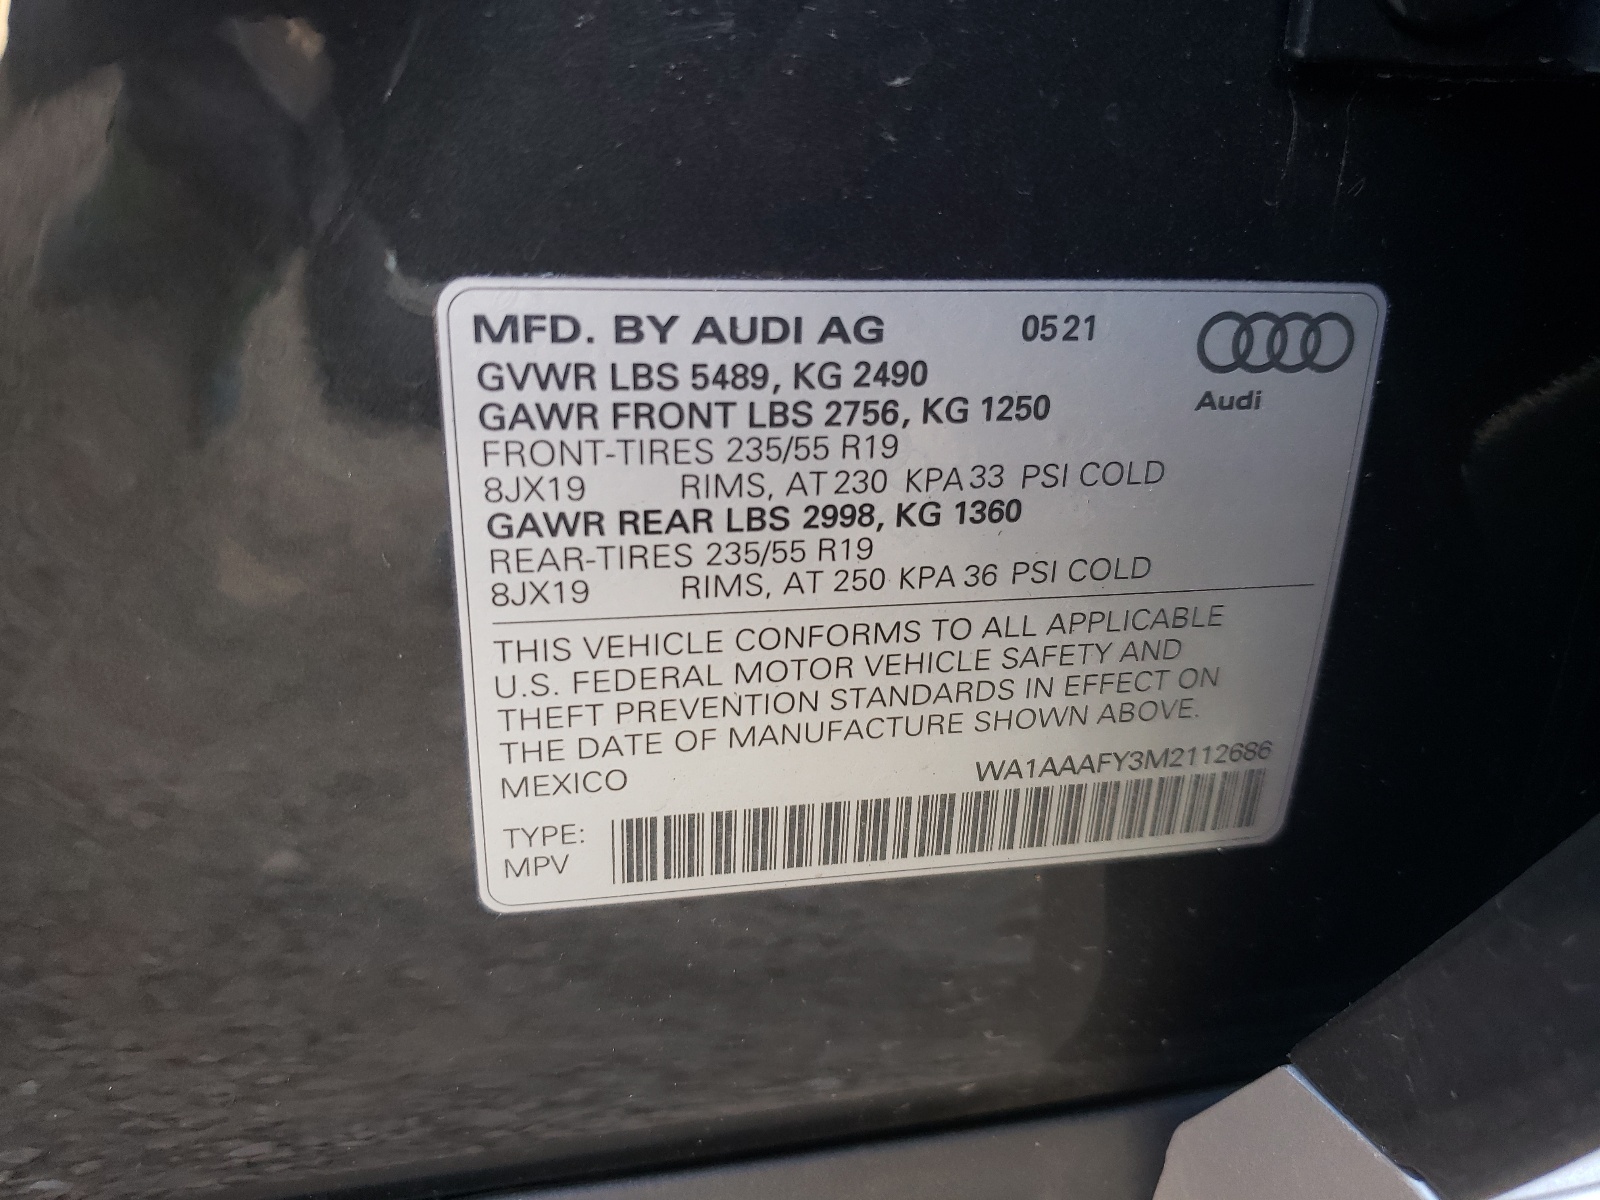 MFD. BY AUDI AG 0521
Audi
GVWR LBS 5489, KG 2490
GAWR FRONT LBS 2756, KG 1250
FRONT-TIRES 235/55 R19
8JX19 RIMS, AT 230 KPA 33 PSI COLD
GAWR REAR LBS 2998, KG 1360
REAR-TIRES 235/55 R19
8JX19 RIMS, AT 250 KPA 36 PSI COLD
THIS VEHICLE CONFORMS TO ALL APPLICABLE
U.S. FEDERAL MOTOR VEHICLE SAFETY AND
THEFT PREVENTION STANDARDS IN EFFECT ON
THE DATE OF MANUFACTURE SHOWN ABOVE.
MEXICO WA1AAAFY3M2112686
TYPE:
MPV